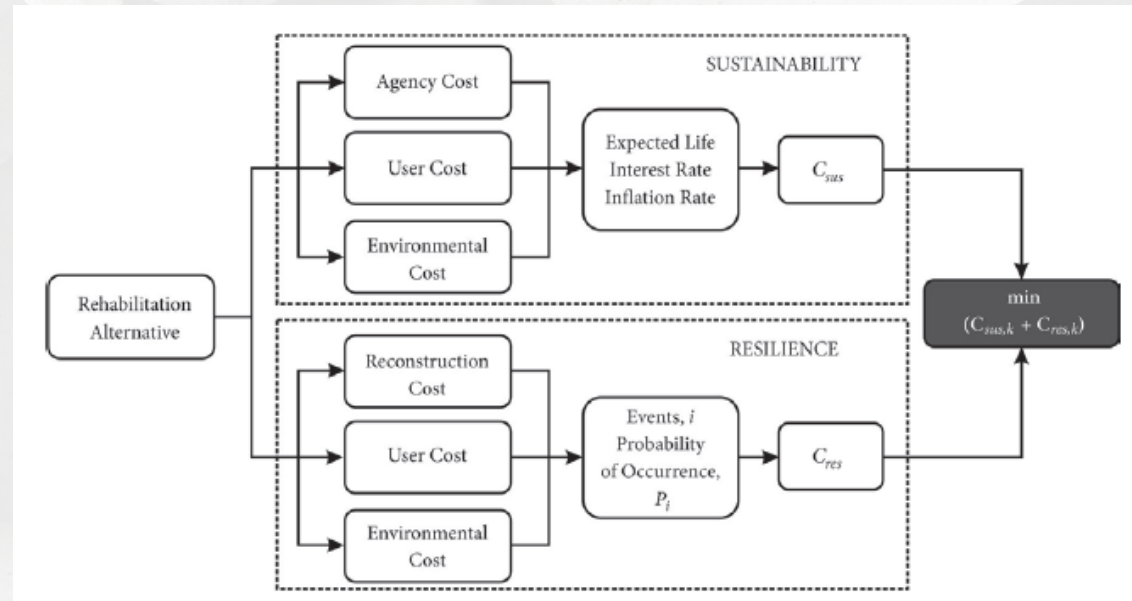 SUSTAINABILITY
Agency Cost
User Cost
Environmental
Cost
Expected Life
Interest Rate
Inflation Rate
C_sus
Rehabilitation
Alternative
min
(C_sus,k + C_res,k)
RESILIENCE
Reconstruction
Cost
User Cost
Environmental
Cost
Events, i
Probability
of Occurrence,
P_i
C_res